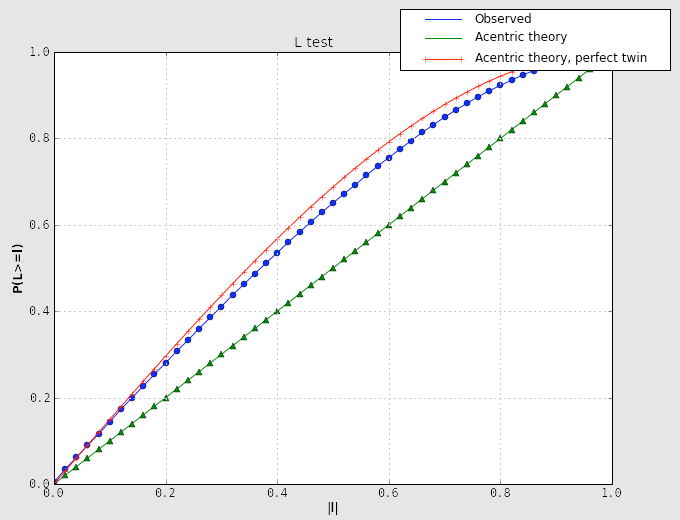 Observed
Acentric theory
Acentric theory, perfect twin
L test
1.0
0.8
0.6
0.4
0.2
0.0
P(L>=l)
0.0 0.2 0.4 0.6 0.8 1.0
|l|